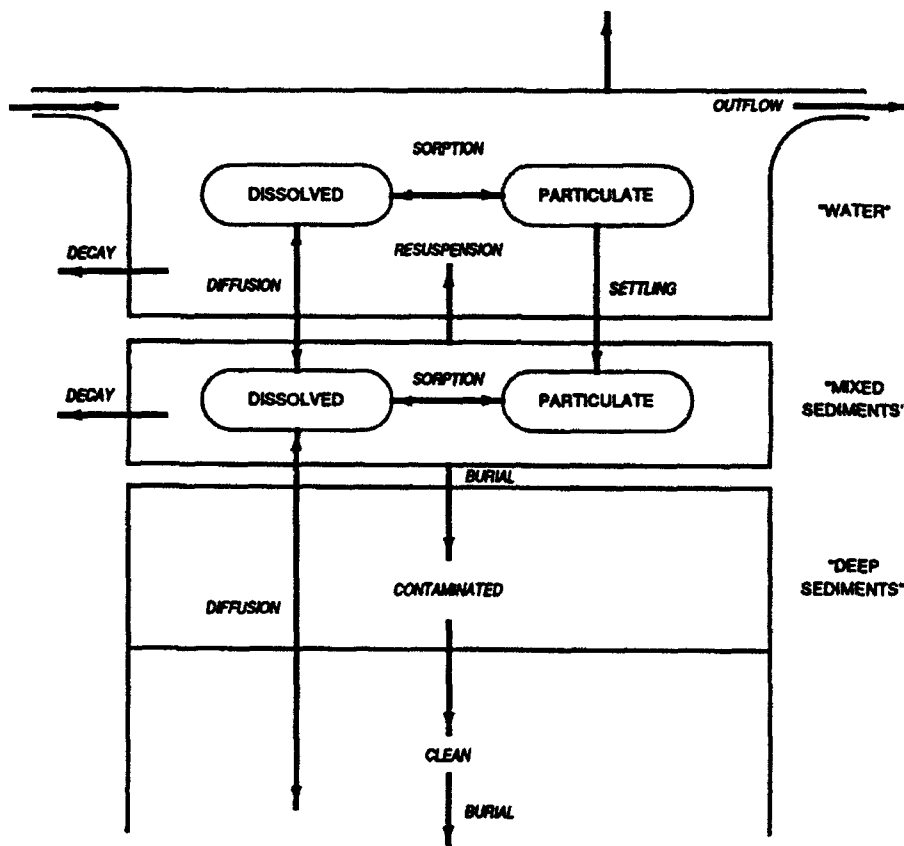 OUTFLOW
SORPTION
DISSOLVED
PARTICULATE
"WATER"
DECAY
RESUSPENSION
DIFFUSION
SETTLING
DECAY
DISSOLVED
SORPTION
PARTICULATE
"MIXED
SEDIMENTS"
BURIAL
"DEEP
SEDIMENTS"
CONTAMINATED
DIFFUSION
CLEAN
BURIAL